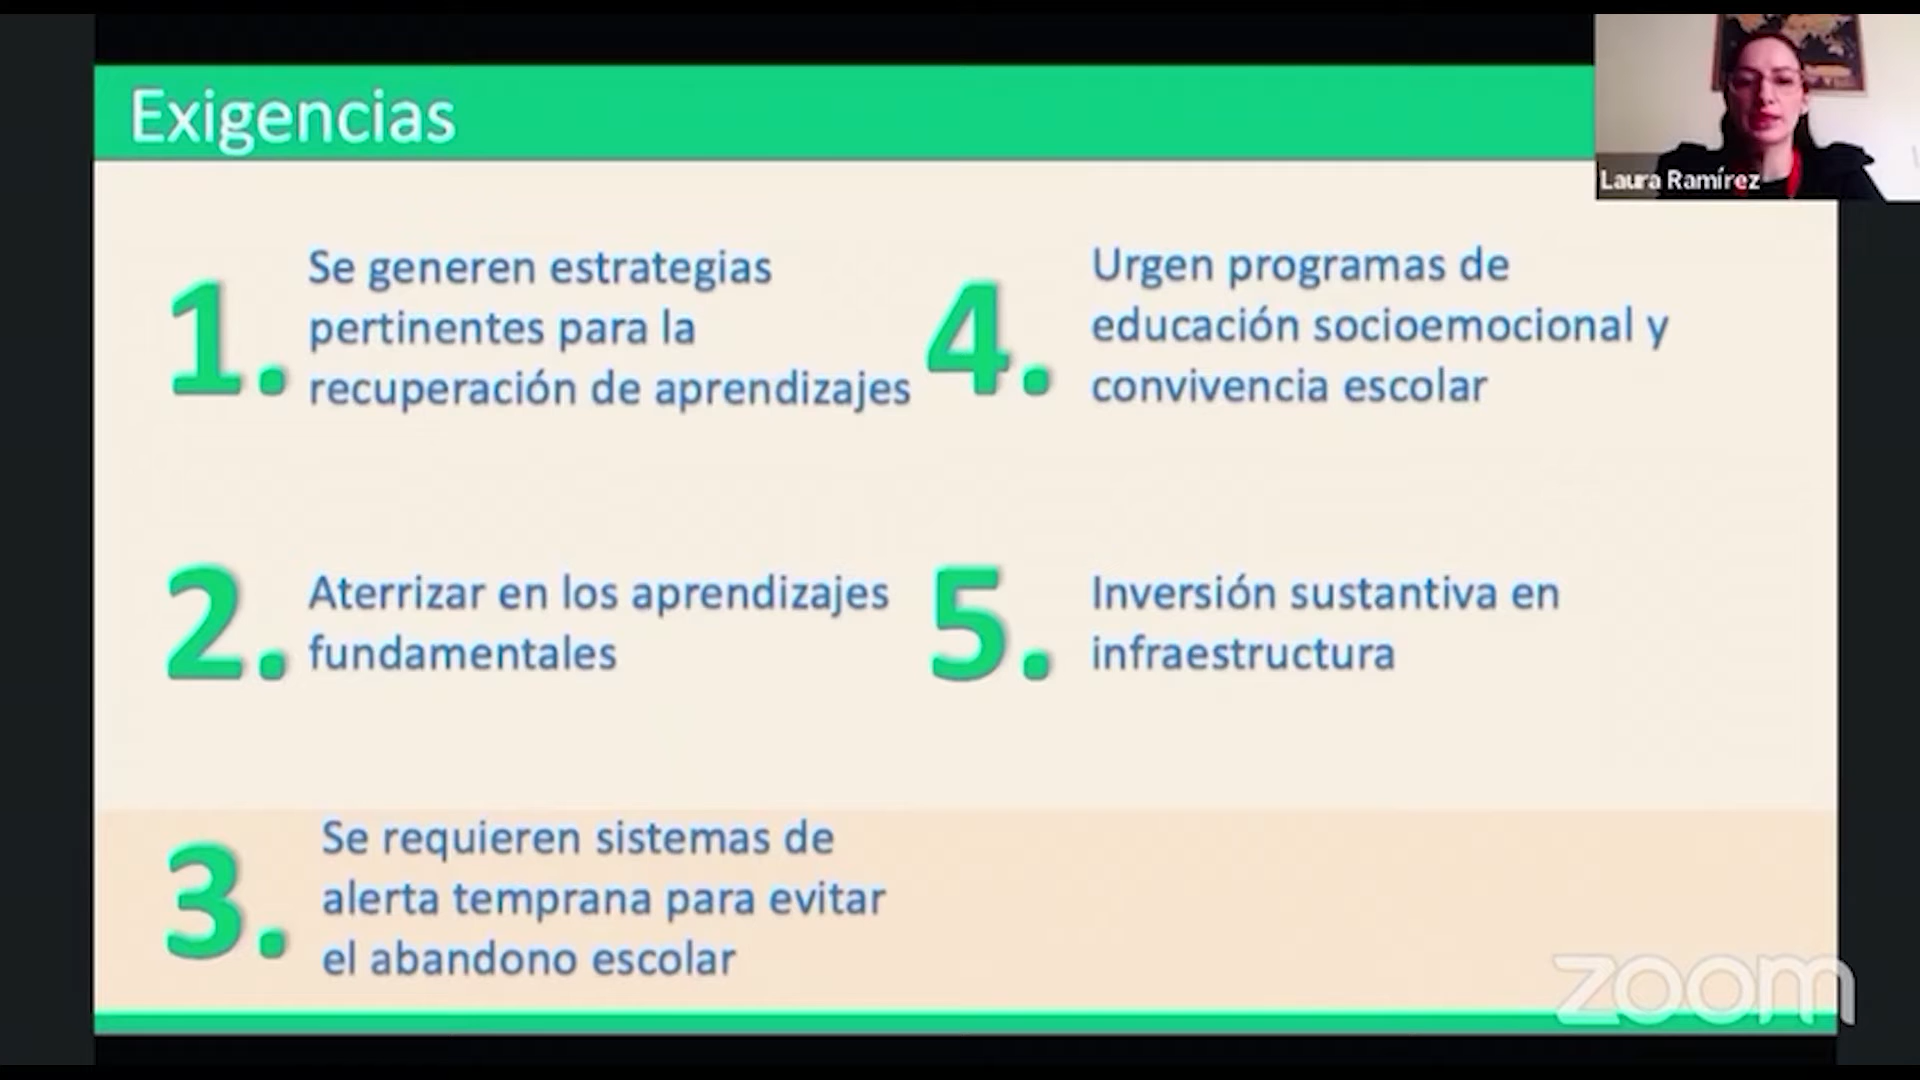 Exigencias
Laura Ramírez
1.
Se generen estrategias
pertinentes para la
recuperación de aprendizajes
2.
Aterrizar en los aprendizajes
fundamentales
3.
Se requieren sistemas de
alerta temprana para evitar
el abandono escolar
4.
Urgen programas de
educación socioemocional y
convivencia escolar
5.
Inversión sustantiva en
infraestructura
zoom